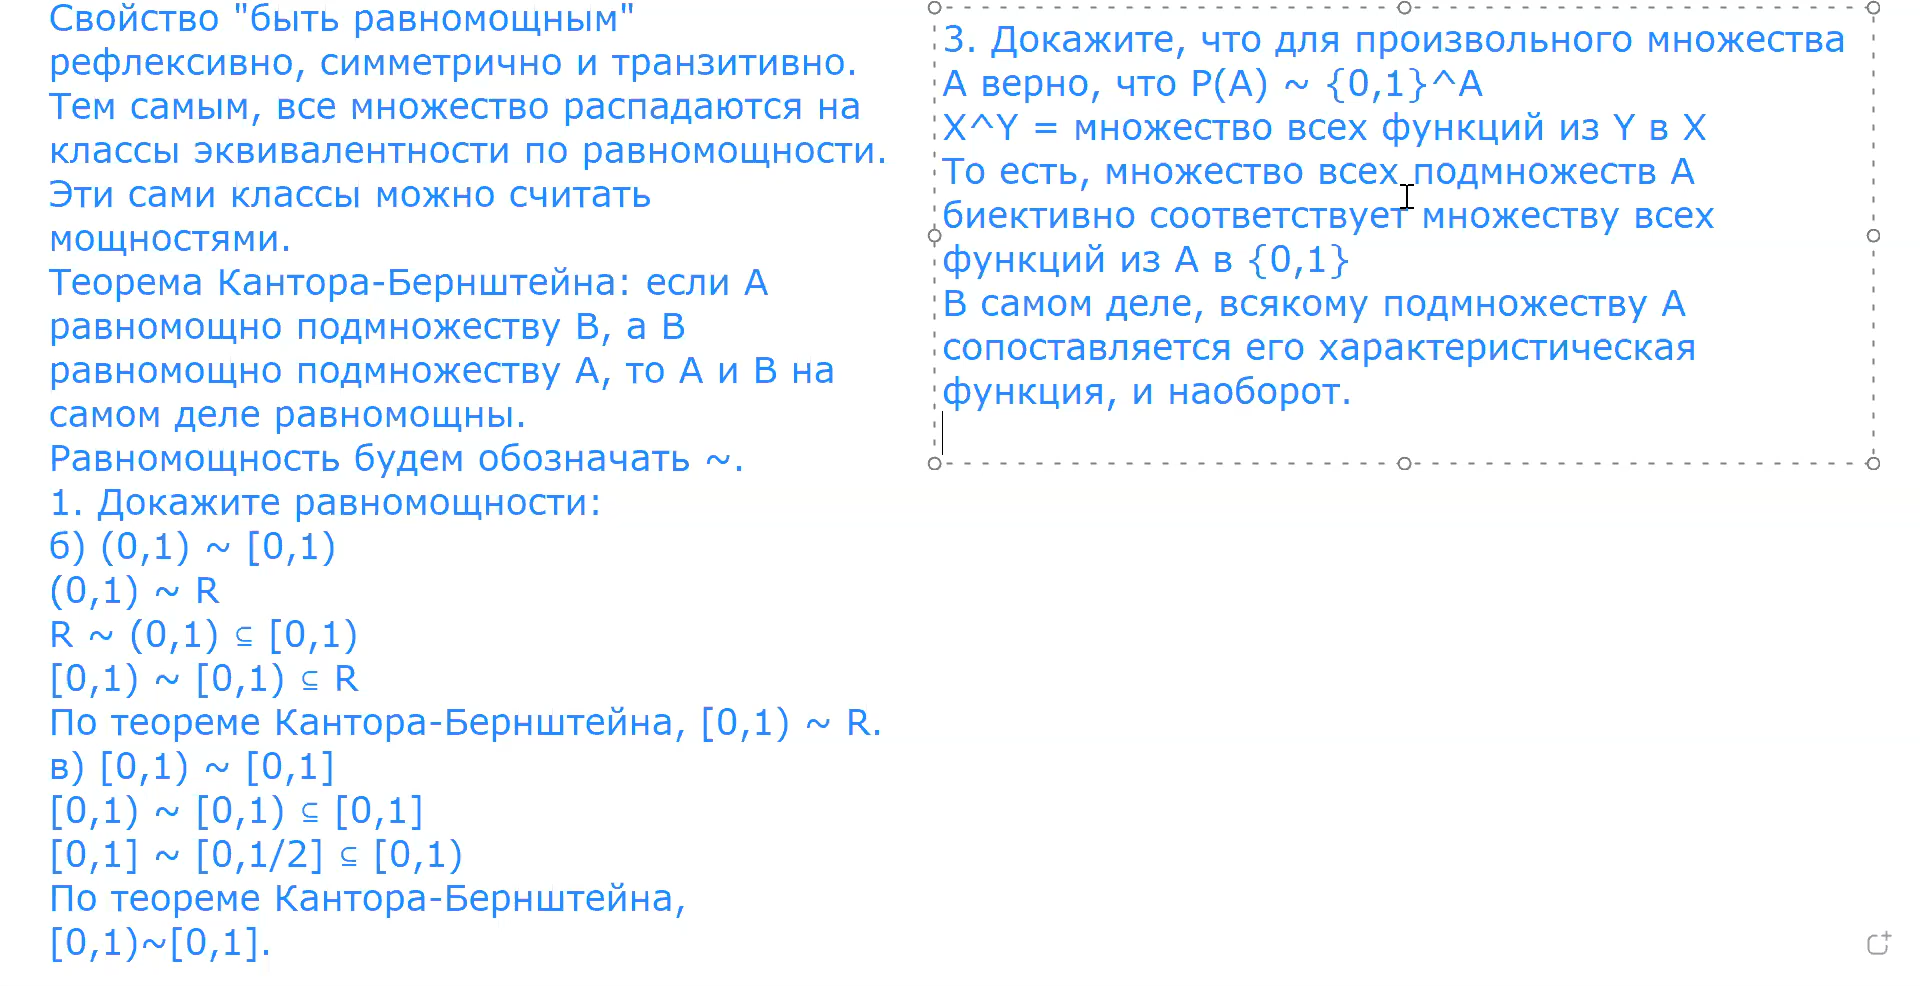 Свойство "быть равномощным"
рефлексивно, симметрично и транзитивно.
Тем самым, все множество распадаются на
классы эквивалентности по равномощности.
Эти сами классы можно считать
мощностями.
Теорема Кантора-Бернштейна: если A
равномощно подмножеству B, а B
равномощно подмножеству A, то A и B на
самом деле равномощны.
Равномощность будем обозначать ~.
1. Докажите равномощности:
б) (0,1) ~ [0,1)
(0,1) ~ R
R ~ (0,1) ⊆ [0,1)
[0,1) ~ [0,1) ⊆ R
По теореме Кантора-Бернштейна, [0,1) ~ R.
в) [0,1) ~ [0,1]
[0,1) ~ [0,1) ⊆ [0,1]
[0,1] ~ [0,1/2] ⊆ [0,1)
По теореме Кантора-Бернштейна,
[0,1)~[0,1].
3. Докажите, что для произвольного множества
A верно, что P(A) ~ {0,1}^A
X^Y = множество всех функций из Y в X
То есть, множество всех подмножеств A
биективно соответствует множеству всех
функций из A в {0,1}
В самом деле, всякому подмножеству A
сопоставляется его характеристическая
функция, и наоборот.